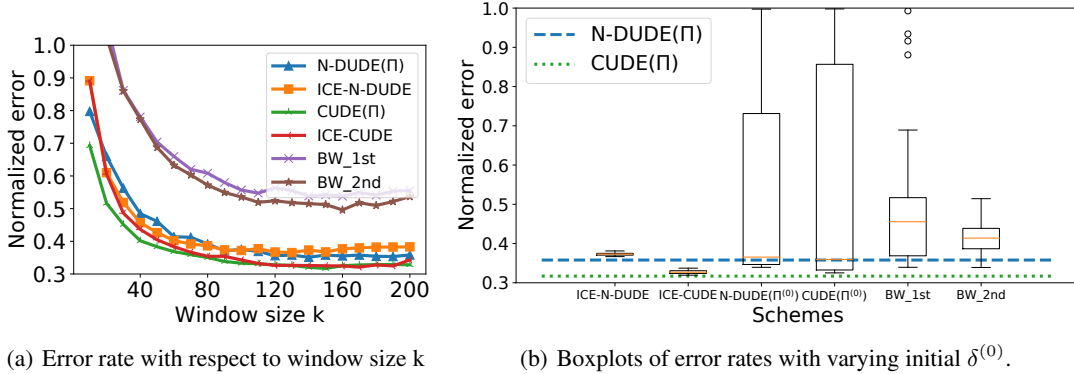 Normalized error
1.0
0.9
0.8
0.7
0.6
0.5
0.4
0.3
40
80
120
160
200
Window size k
N-DUDE(Π)
ICE-N-DUDE
CUDE(Π)
ICE-CUDE
BW_1st
BW_2nd
(a) Error rate with respect to window size k
Normalized error
1.0
0.9
0.8
0.7
0.6
0.5
0.4
0.3
N-DUDE(Π)
CUDE(Π)
ICE-N-DUDE
ICE-CUDE
N-DUDE(Π⁽⁰⁾)
CUDE(Π⁽⁰⁾)
BW_1st
BW_2nd
Schemes
(b) Boxplots of error rates with varying initial δ⁽⁰⁾.